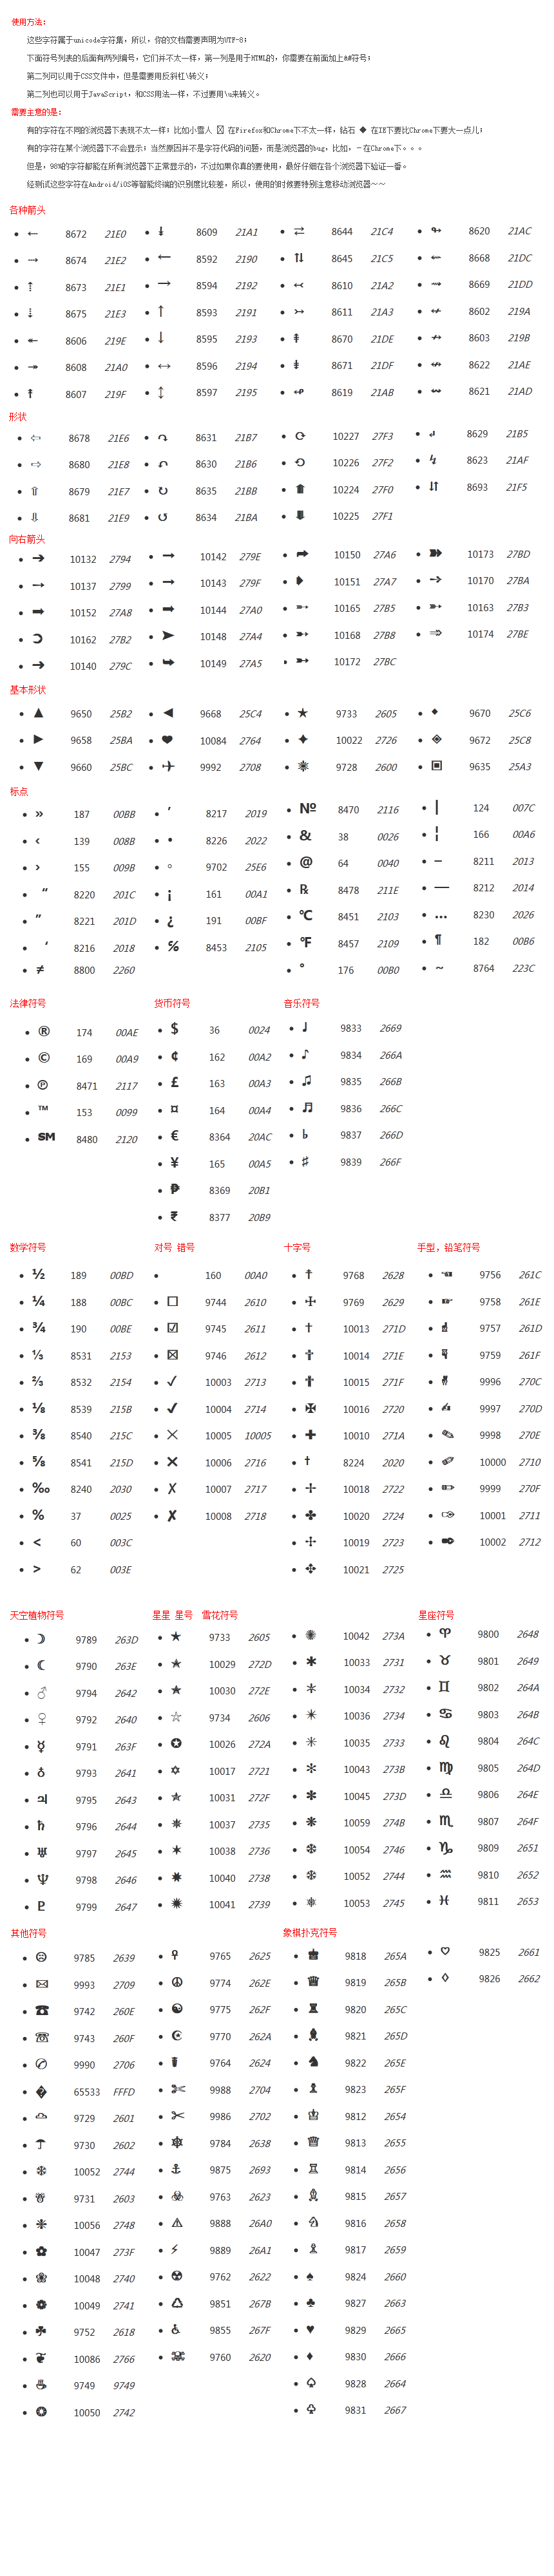 使用方法:
这些字符属于unicode字符集,所以,你的文档需要声明为UTF-8;
下面符号列表的后面有两列编号,它们并不太一样,第一列是用于HTML的,你需要在前面加上&#符号;
第二列可以用于CSS文件中,但是需要用反斜杠\转义;
第二列也可以用于JavaScript,和CSS用法一样,不过要用\u来转义。
需要主意的是:
有的字符在不同的浏览器下表现不太一样;比如小雪人 在Firefox和Chrome下不太一样,钻石 ◆ 在IE下要比Chrome下要大一点儿;
有的字符在某个浏览器下不会显示;当然原因并不是字符代码的问题,而是浏览器的bug,比如,—在Chrome下。。。
但是,98%的字符都能在所有浏览器下正常显示的,不过如果你真的要使用,最好仔细在各个浏览器下验证一番。
经测试这些字符在Android/iOS等智能终端的识别度比较差,所以,使用的时候要特别主意移动浏览器~~
各种箭头
⇠ 8672 21E0
⇢ 8674 21E2
⇡ 8673 21E1
⇣ 8675 21E3
↞ 8606 219E
↠ 8608 21A0
↟ 8607 219F
↡ 8609 21A1
← 8592 2190
→ 8594 2192
↑ 8593 2191
↓ 8595 2193
↔ 8596 2194
↕ 8597 2195
⇄ 8644 21C4
⇅ 8645 21C5
↢ 8610 21A2
↣ 8611 21A3
⇞ 8670 21DE
⇟ 8671 21DF
↫ 8619 21AB
↬ 8620 21AC
⇜ 8668 21DC
⇝ 8669 21DD
↚ 8602 219A
↛ 8603 219B
↮ 8622 21AE
↭ 8621 21AD
形状
⇦ 8678 21E6
⇨ 8680 21E8
⇧ 8679 21E7
⇩ 8681 21E9
↷ 8631 21B7
↶ 8630 21B6
↻ 8635 21BB
↺ 8634 21BA
⟳ 10227 27F3
⟲ 10226 27F2
⟰ 10224 27F0
⟱ 10225 27F1
↵ 8629 21B5
↯ 8623 21AF
⇵ 8693 21F5
向右箭头
➔ 10132 2794
➙ 10137 2799
➨ 10152 27A8
➲ 10162 27B2
➜ 10140 279C
➞ 10142 279E
➟ 10143 279F
➠ 10144 27A0
➤ 10148 27A4
➥ 10149 27A5
➦ 10150 27A6
➧ 10151 27A7
➵ 10165 27B5
➸ 10168 27B8
➼ 10172 27BC
➽ 10173 27BD
➺ 10170 27BA
➳ 10163 27B3
➾ 10174 27BE
基本形状
▲ 9650 25B2
► 9658 25BA
▼ 9660 25BC
◄ 9668 25C4
❤ 10084 2764
✈ 9992 2708
★ 9733 2605
✦ 10022 2726
☀ 9728 2600
◆ 9670 25C6
◈ 9672 25C8
▣ 9635 25A3
标点
» 187 00BB
‹ 139 008B
› 155 009B
“ 8220 201C
” 8221 201D
‘ 8216 2018
≠ 8800 2260
’ 8217 2019
• 8226 2022
◦ 9702 25E6
¡ 161 00A1
¿ 191 00BF
℅ 8453 2105
№ 8470 2116
& 38 0026
@ 64 0040
℞ 8478 211E
℃ 8451 2103
℉ 8457 2109
° 176 00B0
| 124 007C
¦ 166 00A6
– 8211 2013
— 8212 2014
… 8230 2026
¶ 182 00B6
∼ 8764 223C
法律符号
® 174 00AE
© 169 00A9
℗ 8471 2117
™ 153 0099
℠ 8480 2120
货币符号
$ 36 0024
¢ 162 00A2
£ 163 00A3
¤ 164 00A4
€ 8364 20AC
¥ 165 00A5
₱ 8369 20B1
₹ 8377 20B9
音乐符号
♩ 9833 2669
♪ 9834 266A
♫ 9835 266B
♬ 9836 266C
♭ 9837 266D
♯ 9839 266F
数学符号
½ 189 00BD
¼ 188 00BC
¾ 190 00BE
⅓ 8531 2153
⅔ 8532 2154
⅛ 8539 215B
⅜ 8540 215C
⅝ 8541 215D
‰ 8240 2030
% 37 0025
< 60 003C
> 62 003E
对号 错号
160 00A0
☐ 9744 2610
☑ 9745 2611
☒ 9746 2612
✓ 10003 2713
✔ 10004 2714
✕ 10005 10005
✖ 10006 2716
✗ 10007 2717
✘ 10008 2718
十字号
☨ 9768 2628
☩ 9769 2629
✝ 10013 271D
✞ 10014 271E
✟ 10015 271F
✠ 10016 2720
✚ 10010 271A
† 8224 2020
✢ 10018 2722
✤ 10020 2724
✣ 10019 2723
✥ 10021 2725
手型,铅笔符号
☜ 9756 261C
☞ 9758 261E
☝ 9757 261D
☟ 9759 261F
✌ 9996 270C
✍ 9997 270D
✎ 9998 270E
✐ 10000 2710
✏ 9999 270F
✑ 10001 2711
✒ 10002 2712
天空植物符号
☽ 9789 263D
☾ 9790 263E
♂ 9794 2642
♀ 9792 2640
☿ 9791 263F
♁ 9793 2641
♃ 9795 2643
♄ 9796 2644
♅ 9797 2645
♆ 9798 2646
♇ 9799 2647
星星 星号 雪花符号
★ 9733 2605
✭ 10029 272D
✮ 10030 272E
☆ 9734 2606
✪ 10026 272A
✡ 10017 2721
✯ 10031 272F
✵ 10037 2735
✶ 10038 2736
✸ 10040 2738
✹ 10041 2739
✺ 10042 273A
✱ 10033 2731
✲ 10034 2732
✴ 10036 2734
✳ 10035 2733
✻ 10043 273B
✽ 10045 273D
❋ 10059 274B
❆ 10054 2746
❄ 10052 2744
❅ 10053 2745
星座符号
♈ 9800 2648
♉ 9801 2649
♊ 9802 264A
♋ 9803 264B
♌ 9804 264C
♍ 9805 264D
♎ 9806 264E
♏ 9807 264F
♑ 9809 2651
♒ 9810 2652
♓ 9811 2653
其他符号
☹ 9785 2639
✉ 9993 2709
☎ 9742 260E
☏ 9743 260F
✆ 9990 2706
� 65533 FFFD
☁ 9729 2601
☂ 9730 2602
❄ 10052 2744
☃ 9731 2603
❈ 10056 2748
✿ 10047 273F
❀ 10048 2740
❁ 10049 2741
☘ 9752 2618
❦ 10086 2766
☕ 9749 9749
❂ 10050 2742
☥ 9765 2625
☮ 9774 262E
☯ 9775 262F
☪ 9770 262A
☤ 9764 2624
✄ 9988 2704
✂ 9986 2702
☸ 9784 2638
⚓ 9875 2693
☣ 9763 2623
⚠ 9888 26A0
⚡ 9889 26A1
☢ 9762 2622
♻ 9851 267B
♿ 9855 267F
☠ 9760 2620
象棋扑克符号
♚ 9818 265A
♛ 9819 265B
♜ 9820 265C
♝ 9821 265D
♞ 9822 265E
♟ 9823 265F
♔ 9812 2654
♕ 9813 2655
♖ 9814 2656
♗ 9815 2657
♘ 9816 2658
♙ 9817 2659
♠ 9824 2660
♣ 9827 2663
♥ 9829 2665
♦ 9830 2666
♤ 9828 2664
♧ 9831 2667
♡ 9825 2661
♢ 9826 2662